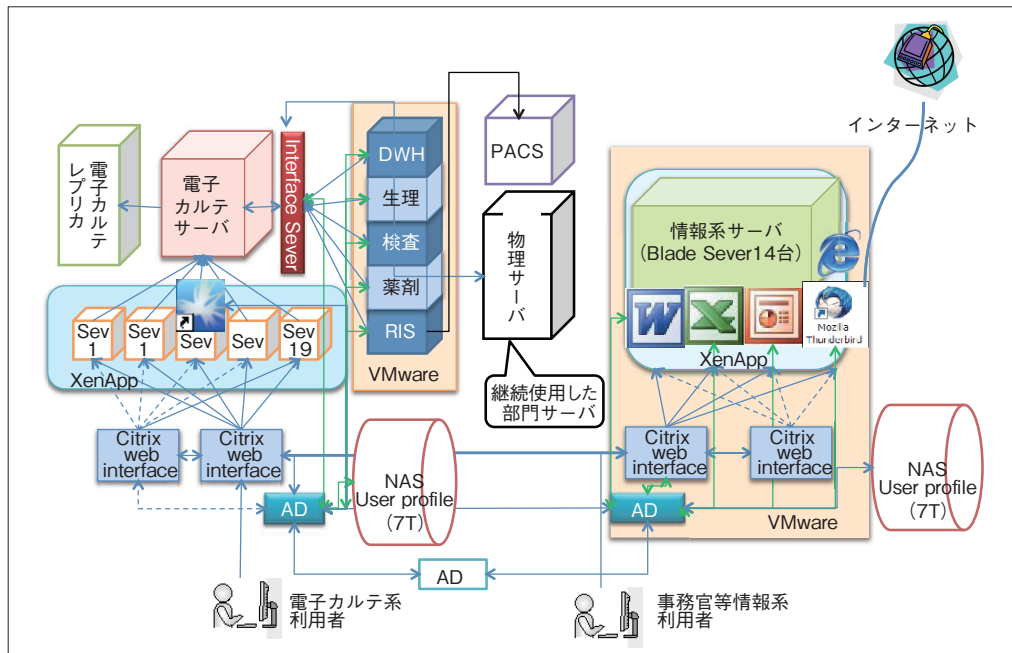 インターネット
電子カルテ
レプリカ
電子
カルテ
サーバ
Interface Sever
DWH
生理
検査
薬剤
RIS
VMware
PACS
物理サーバ
継続使用した
部門サーバ
情報系サーバ
(Blade Sever14台)
W
X
Mozilla
Thunderbird
XenApp
Sev
1
Sev
1
Sev
Sev
Sev
19
XenApp
Citrix
web
interface
Citrix
web
interface
Citrix
web
interface
Citrix
web
interface
AD
NAS
User profile
(7T)
AD
VMware
NAS
User profile
(7T)
AD
電子カルテ系
利用者
事務官等情報系
利用者